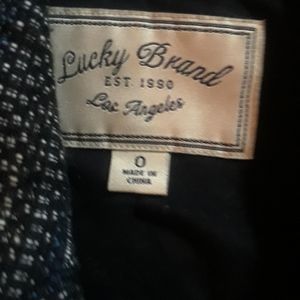 Lucky Brand
EST. 1990
Los Angeles
0
MADE IN
CHINA